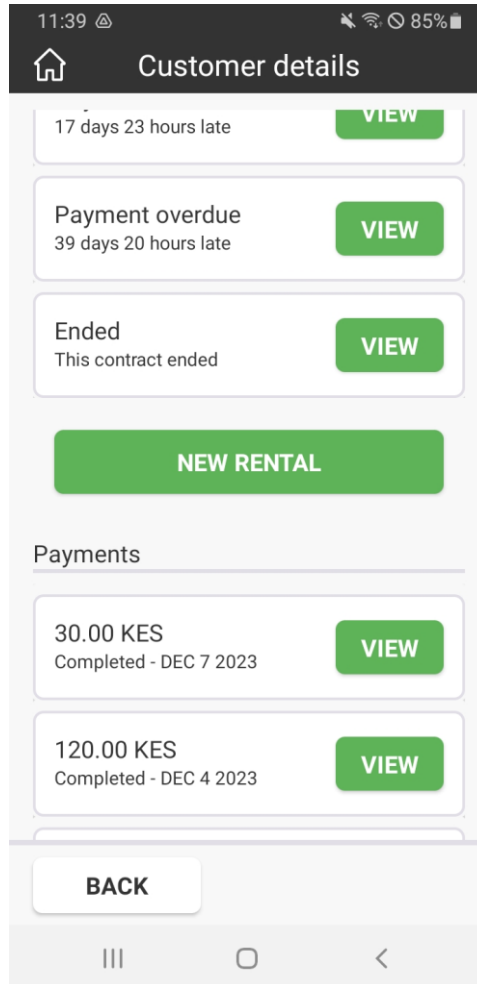 11:39
85%
Customer details
17 days 23 hours late
VIEW
Payment overdue
39 days 20 hours late
VIEW
Ended
This contract ended
VIEW
NEW RENTAL
Payments
30.00 KES
Completed - DEC 7 2023
VIEW
120.00 KES
Completed - DEC 4 2023
VIEW
BACK